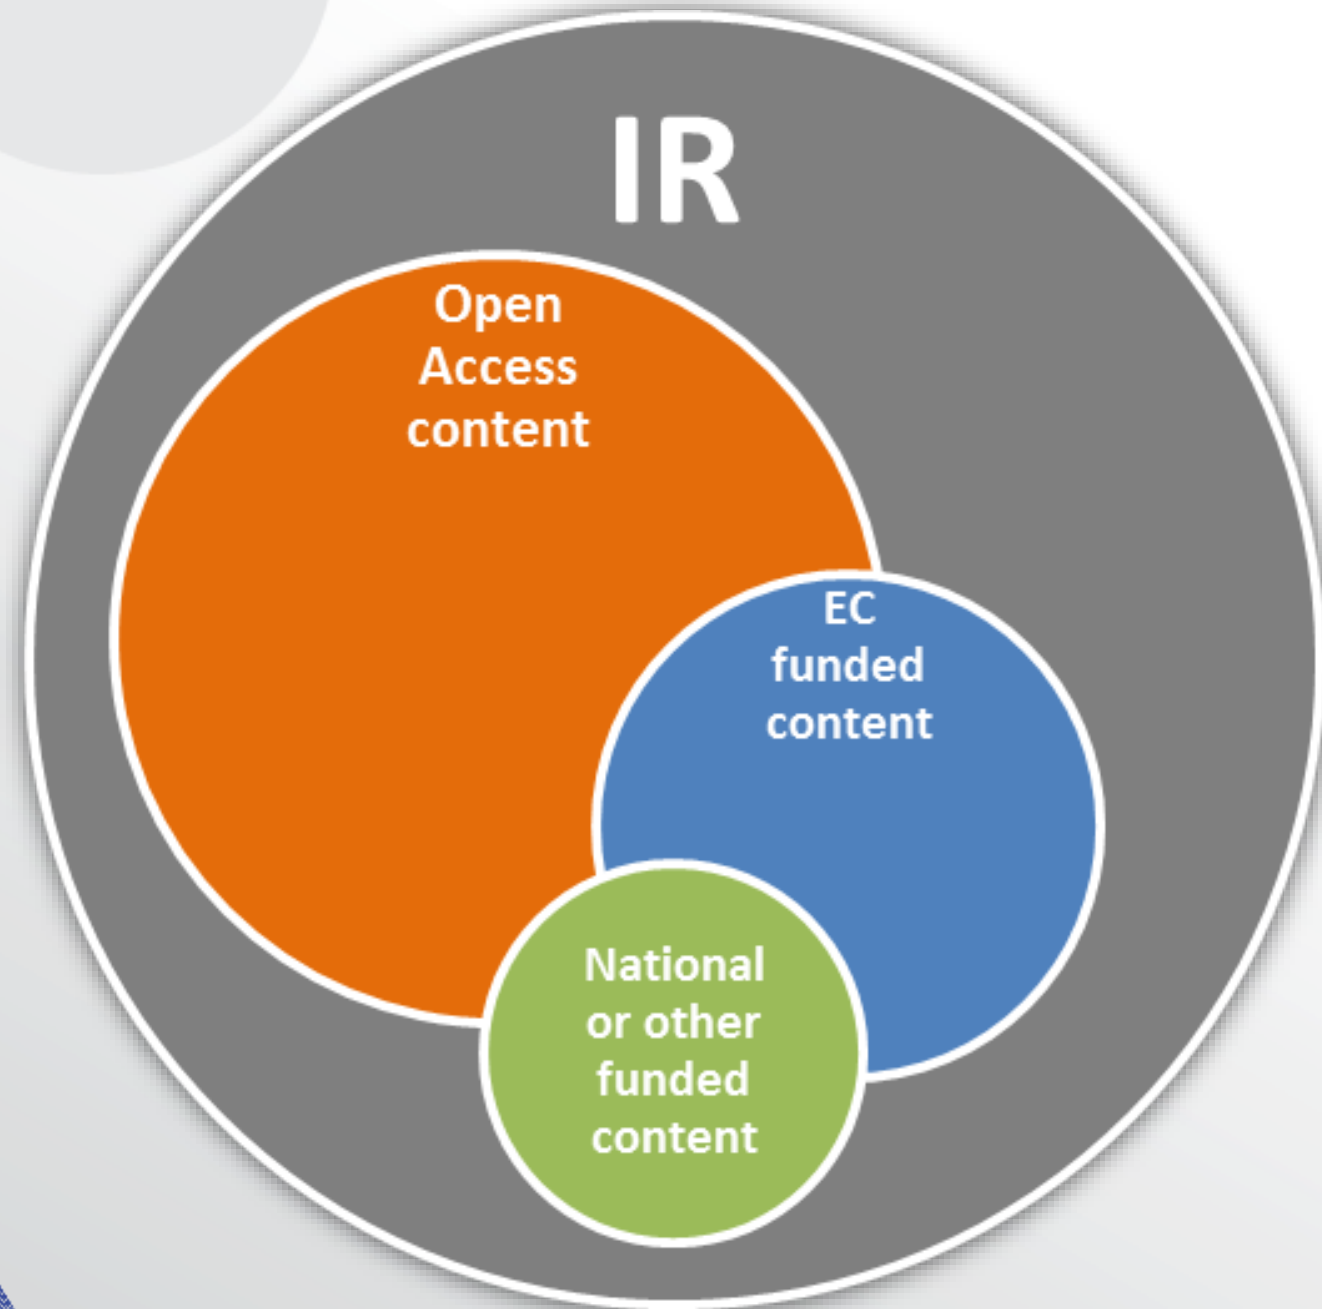 IR
Open
Access
content
EC
funded
content
National
or other
funded
content